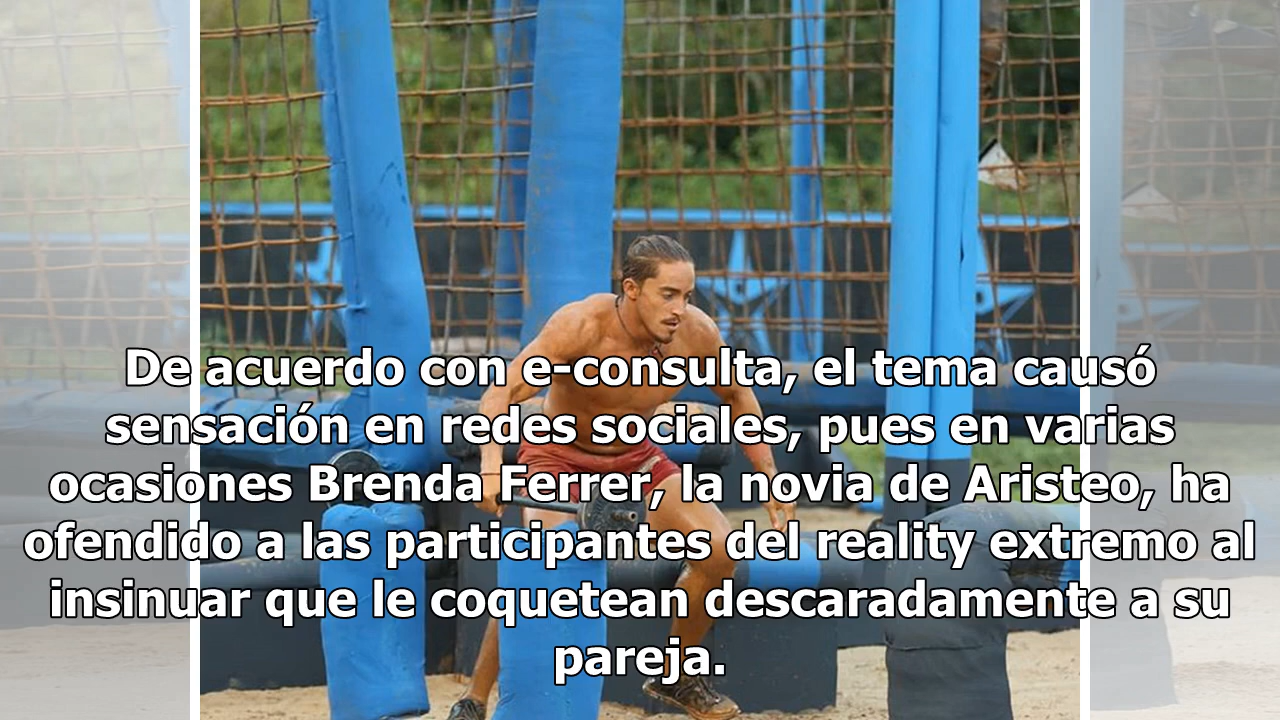 De acuerdo con e-consulta, el tema causó
sensación en redes sociales, pues en varias
ocasiones Brenda Ferrer, la novia de Aristeo, ha
ofendido a las participantes del reality extremo al
insinuar que le coquetean descaradamente a su
pareja.